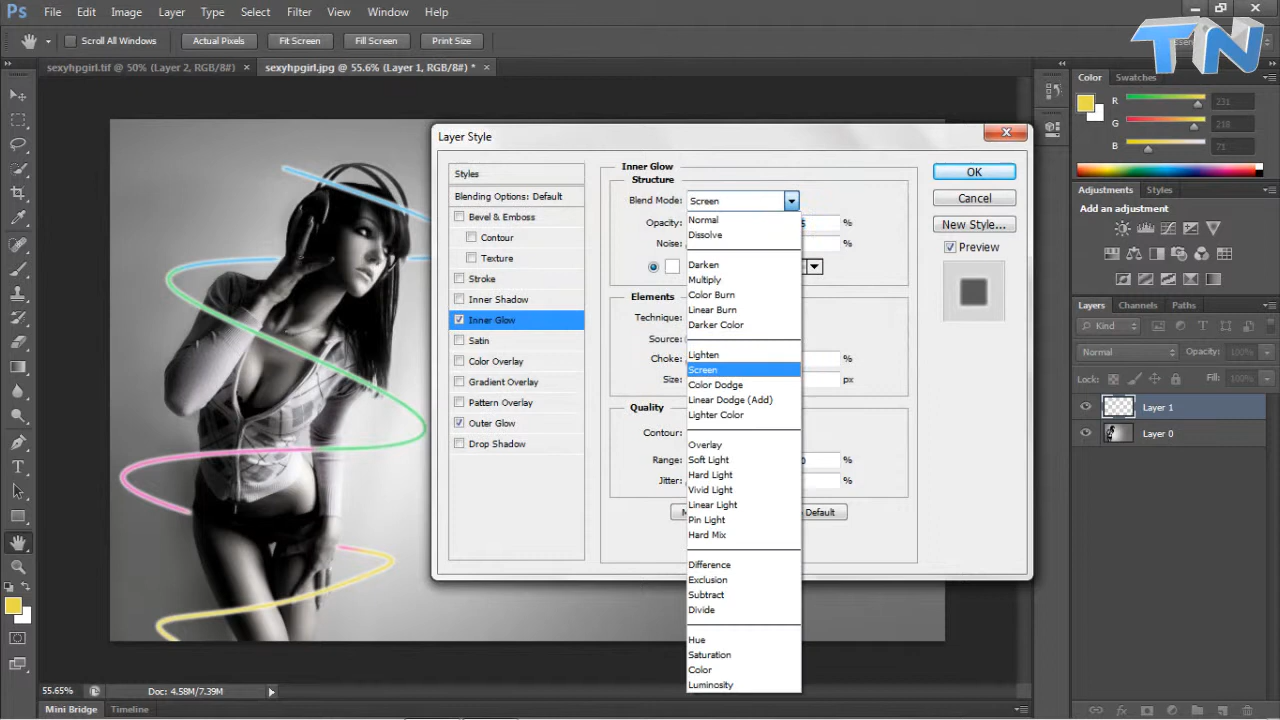 Ps File Edit Image Layer Type Select Filter View Window Help
TN
Scroll All Windows Actual Pixels Fit Screen Fill Screen Print Size
sexyhpgirl.tif @ 50% (Layer 2, RGB/8#) × sexyhpgirl.jpg @ 55.6% (Layer 1, RGB/8#) * ×
Color Swatches
R 231
G 218
B 71
Adjustments Styles
Add an adjustment
Layers Channels Paths
Kind
Normal Opacity: 100%
Lock: Fill: 100%
Layer 1
Layer 0
Layer Style
Styles
Blending Options: Default
Bevel & Emboss
Contour
Texture
Stroke
Inner Shadow
Inner Glow
Satin
Color Overlay
Gradient Overlay
Pattern Overlay
Outer Glow
Drop Shadow
Inner Glow
Structure
Blend Mode: Screen
Opacity: %
Noise: %
Elements
Technique:
Source:
Choke: %
Size: px
Quality
Contour:
Range: %
Jitter: %
Default
Normal
Dissolve
Darken
Multiply
Color Burn
Linear Burn
Darker Color
Lighten
Screen
Color Dodge
Linear Dodge (Add)
Lighter Color
Overlay
Soft Light
Hard Light
Vivid Light
Linear Light
Pin Light
Hard Mix
Difference
Exclusion
Subtract
Divide
Hue
Saturation
Color
Luminosity
OK
Cancel
New Style...
Preview
55.65% Doc: 4.58M/7.39M
Mini Bridge Timeline